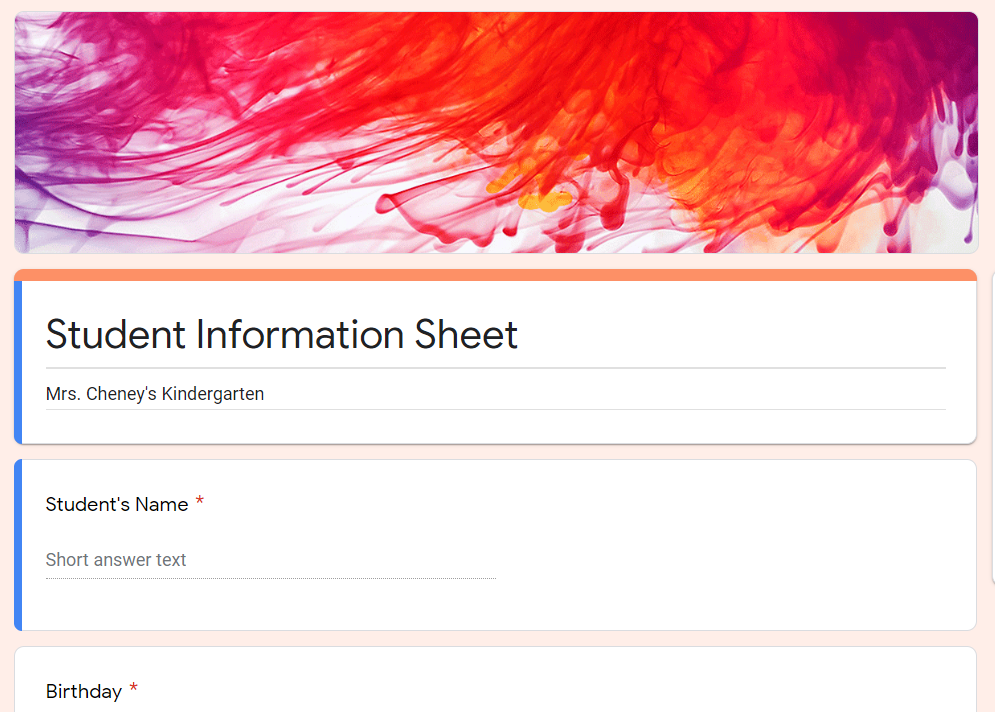 Student Information Sheet
Mrs. Cheney's Kindergarten
Student's Name *
Short answer text
Birthday *